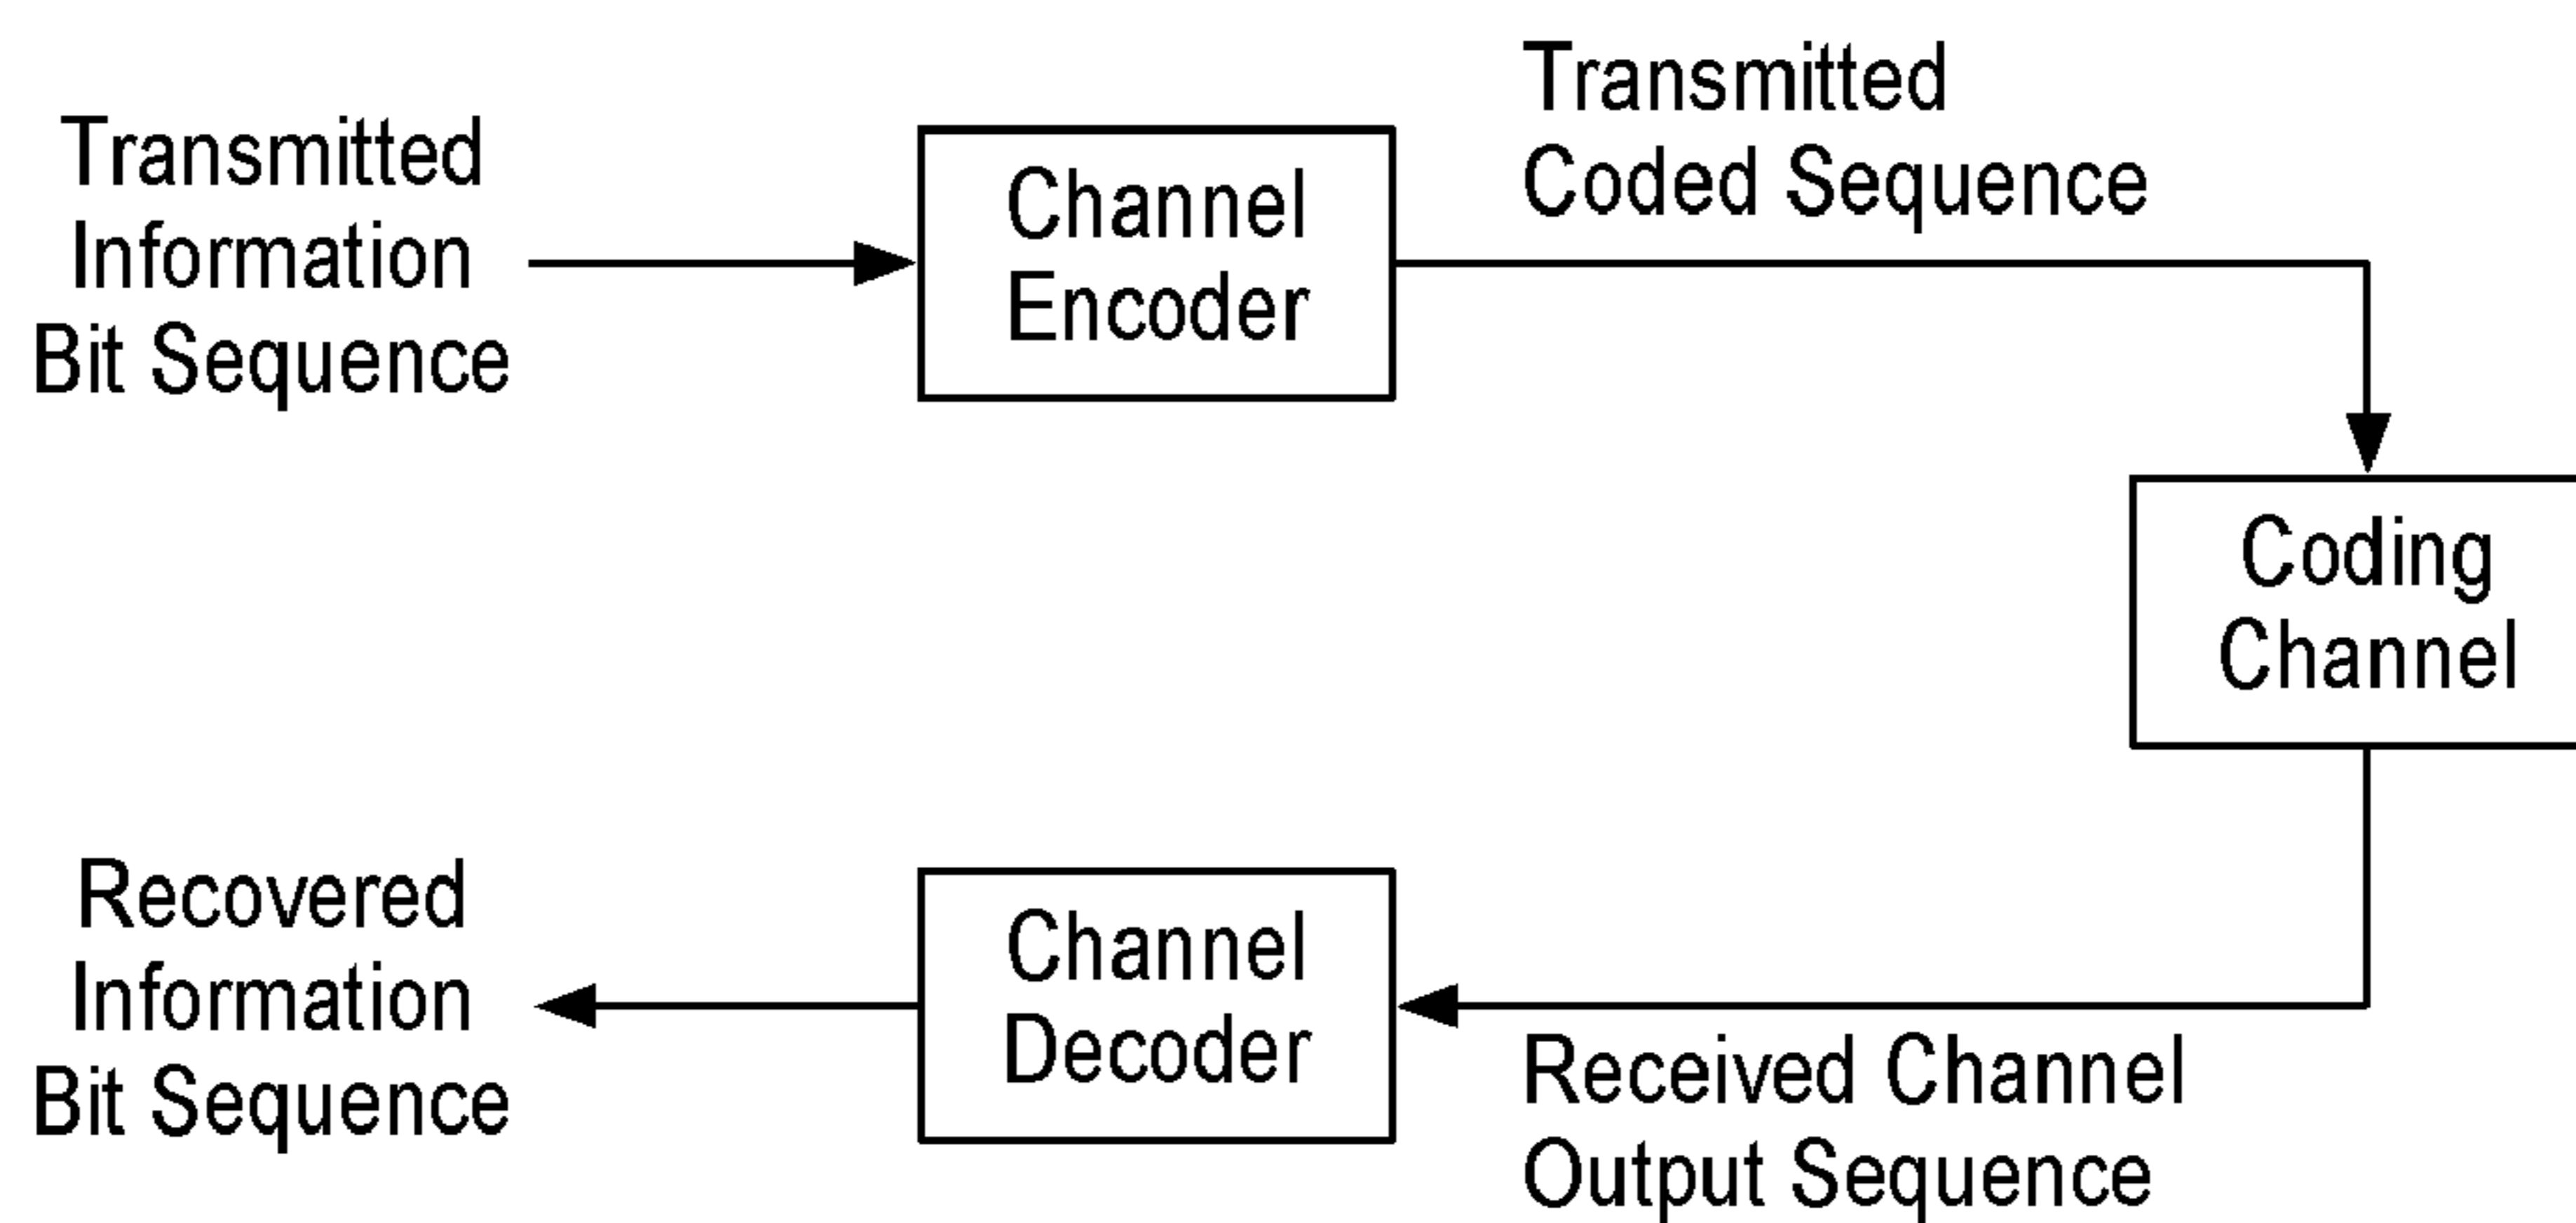 Transmitted
Information
Bit Sequence
Channel
Encoder
Transmitted
Coded Sequence
Coding
Channel
Received Channel
Output Sequence
Channel
Decoder
Recovered
Information
Bit Sequence